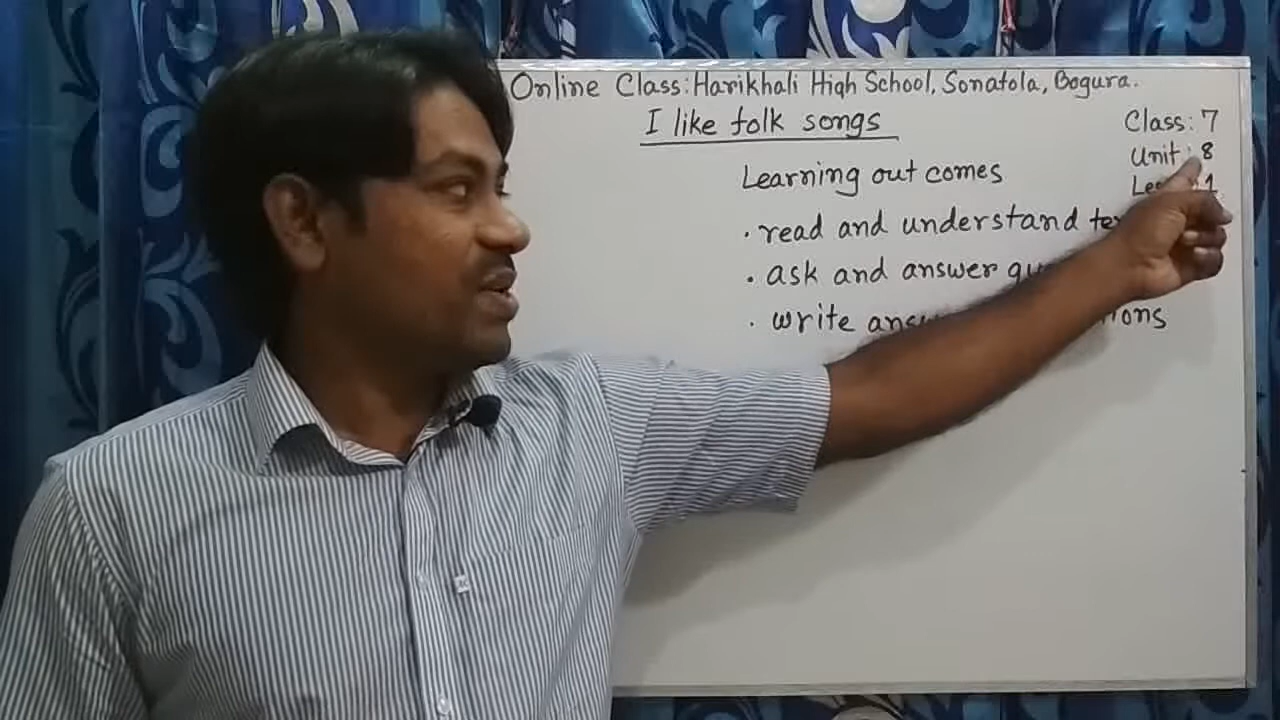 Online Class: Harikhali High School, Sonatola, Bogura.
I like folk songs
Class: 7
Unit: 8
1
Learning out comes
• read and understand
• ask and answer
• write